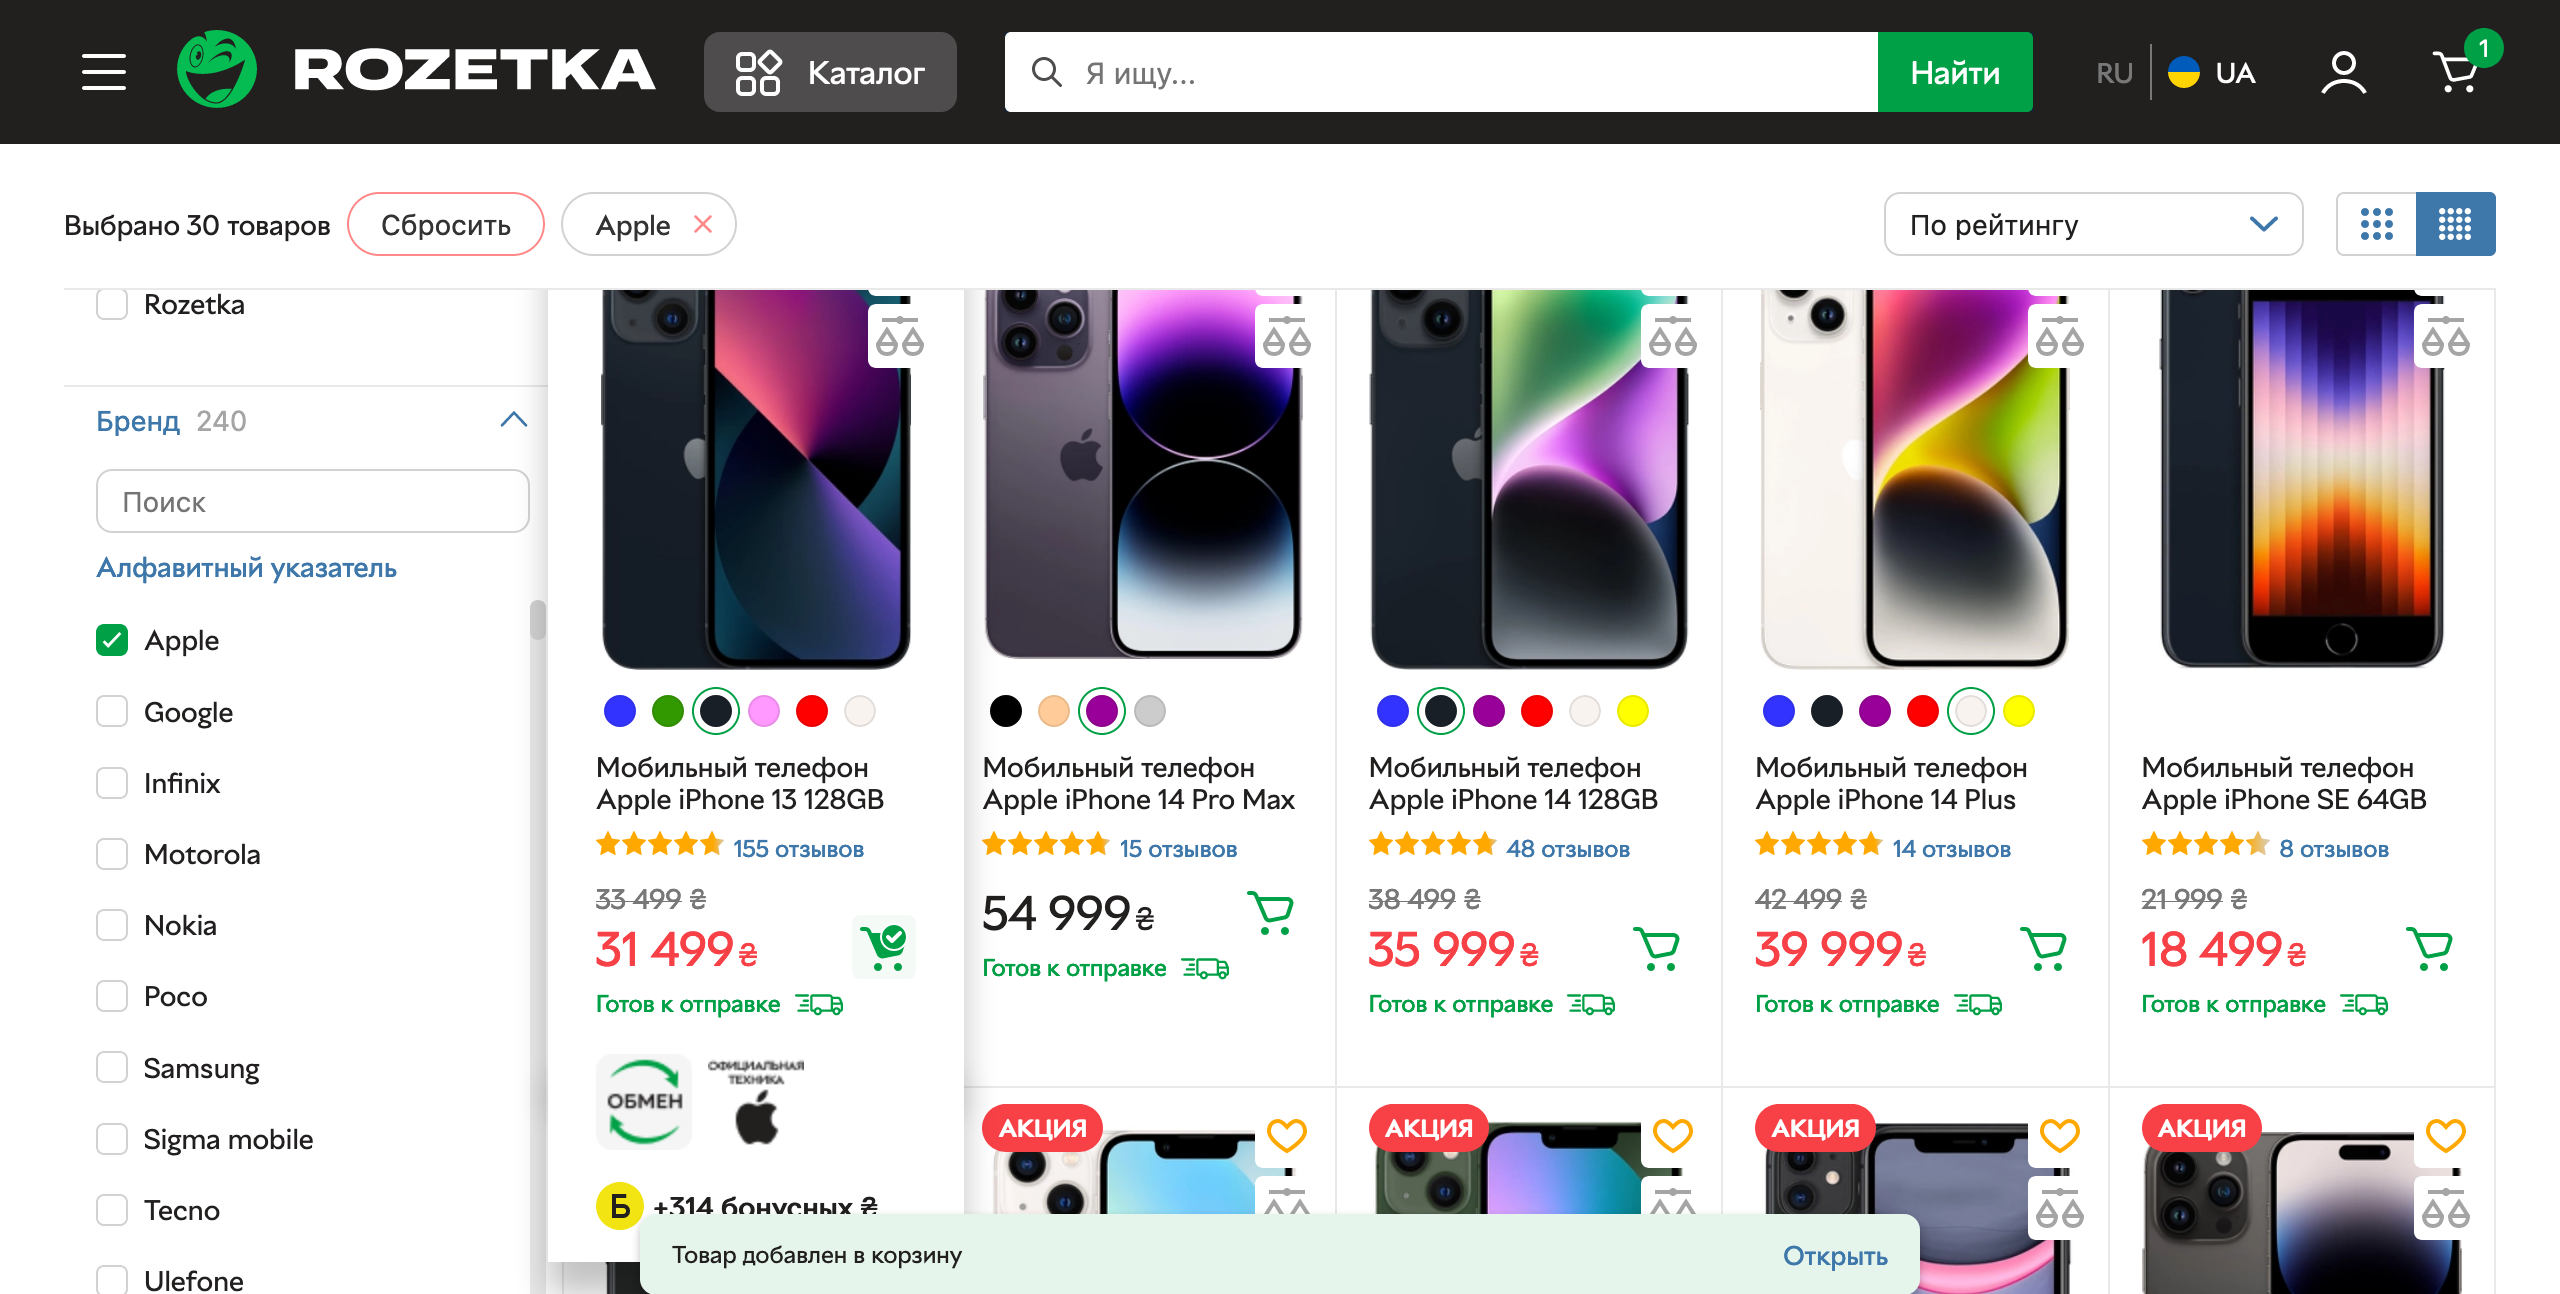 ROZETKA
Каталог
Я ищу...
Найти
RU
UA
1
Выбрано 30 товаров
Сбросить
Apple
По рейтингу
Rozetka
Бренд 240
Поиск
Алфавитный указатель
Apple
Google
Infinix
Motorola
Nokia
Poco
Samsung
Sigma mobile
Tecno
Ulefone
Мобильный телефон
Apple iPhone 13 128GB
155 отзывов
33 499 ₴
31 499 ₴
Готов к отправке
ОБМЕН
ОФИЦИАЛЬНАЯ
ТЕХНИКА
Б +314 бонусных ₴
Мобильный телефон
Apple iPhone 14 Pro Max
15 отзывов
54 999 ₴
Готов к отправке
Мобильный телефон
Apple iPhone 14 128GB
48 отзывов
38 499 ₴
35 999 ₴
Готов к отправке
Мобильный телефон
Apple iPhone 14 Plus
14 отзывов
42 499 ₴
39 999 ₴
Готов к отправке
Мобильный телефон
Apple iPhone SE 64GB
8 отзывов
21 999 ₴
18 499 ₴
Готов к отправке
АКЦИЯ
АКЦИЯ
АКЦИЯ
АКЦИЯ
Товар добавлен в корзину
Открыть